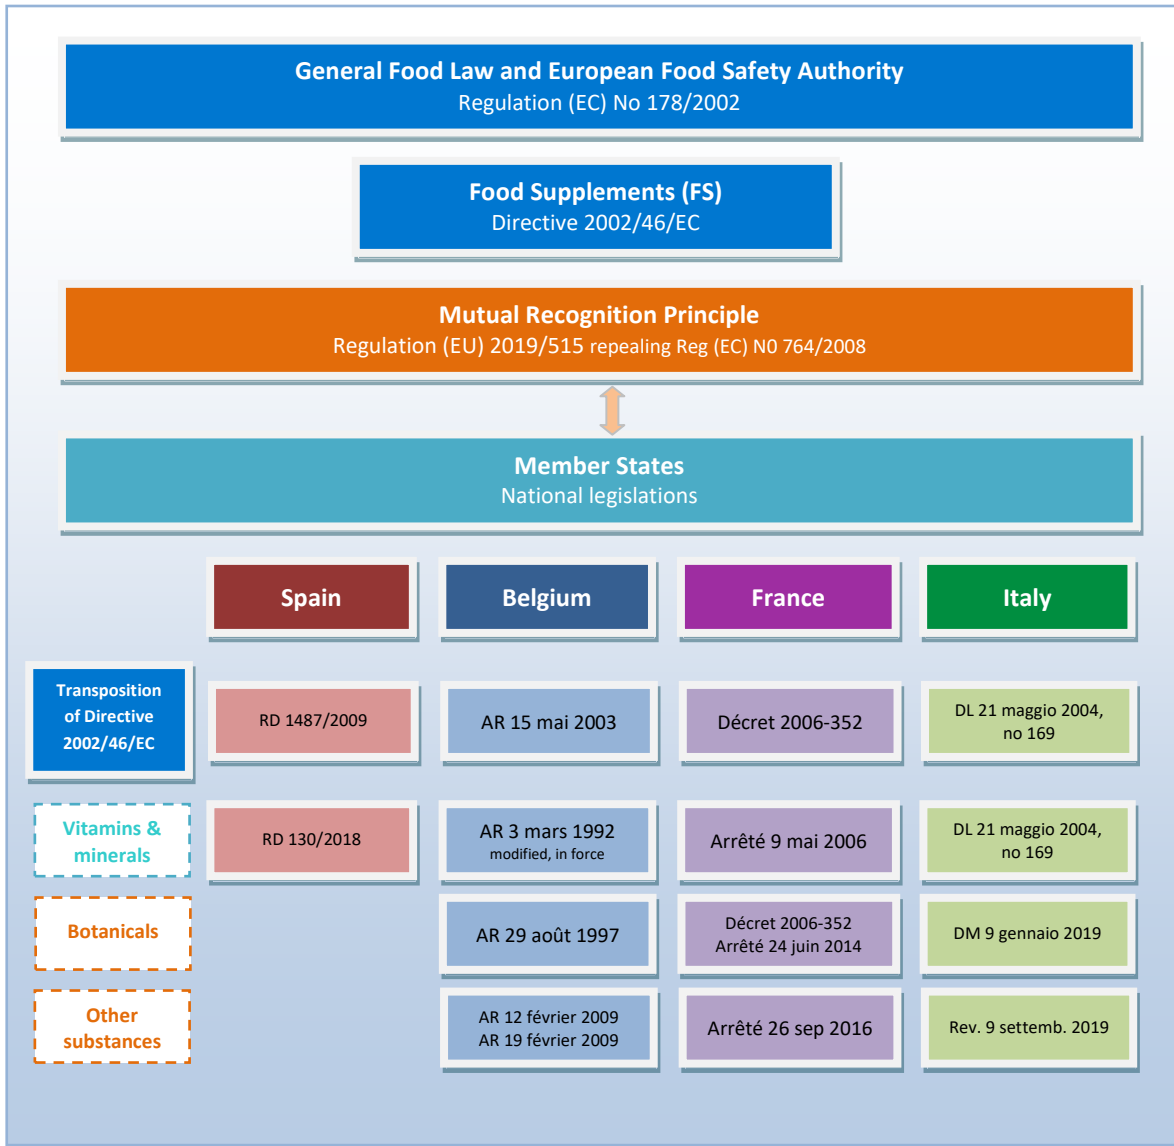 General Food Law and European Food Safety Authority
Regulation (EC) No 178/2002
Food Supplements (FS)
Directive 2002/46/EC
Mutual Recognition Principle
Regulation (EU) 2019/515 repealing Reg (EC) N0 764/2008
Member States
National legislations
Spain
Belgium
France
Italy
Transposition
of Directive
2002/46/EC
RD 1487/2009
AR 15 mai 2003
Décret 2006-352
DL 21 maggio 2004,
no 169
Vitamins &
minerals
RD 130/2018
AR 3 mars 1992
modified, in force
Arrêté 9 mai 2006
DL 21 maggio 2004,
no 169
Botanicals
AR 29 août 1997
Décret 2006-352
Arrêté 24 juin 2014
DM 9 gennaio 2019
Other
substances
AR 12 février 2009
AR 19 février 2009
Arrêté 26 sep 2016
Rev. 9 settemb. 2019